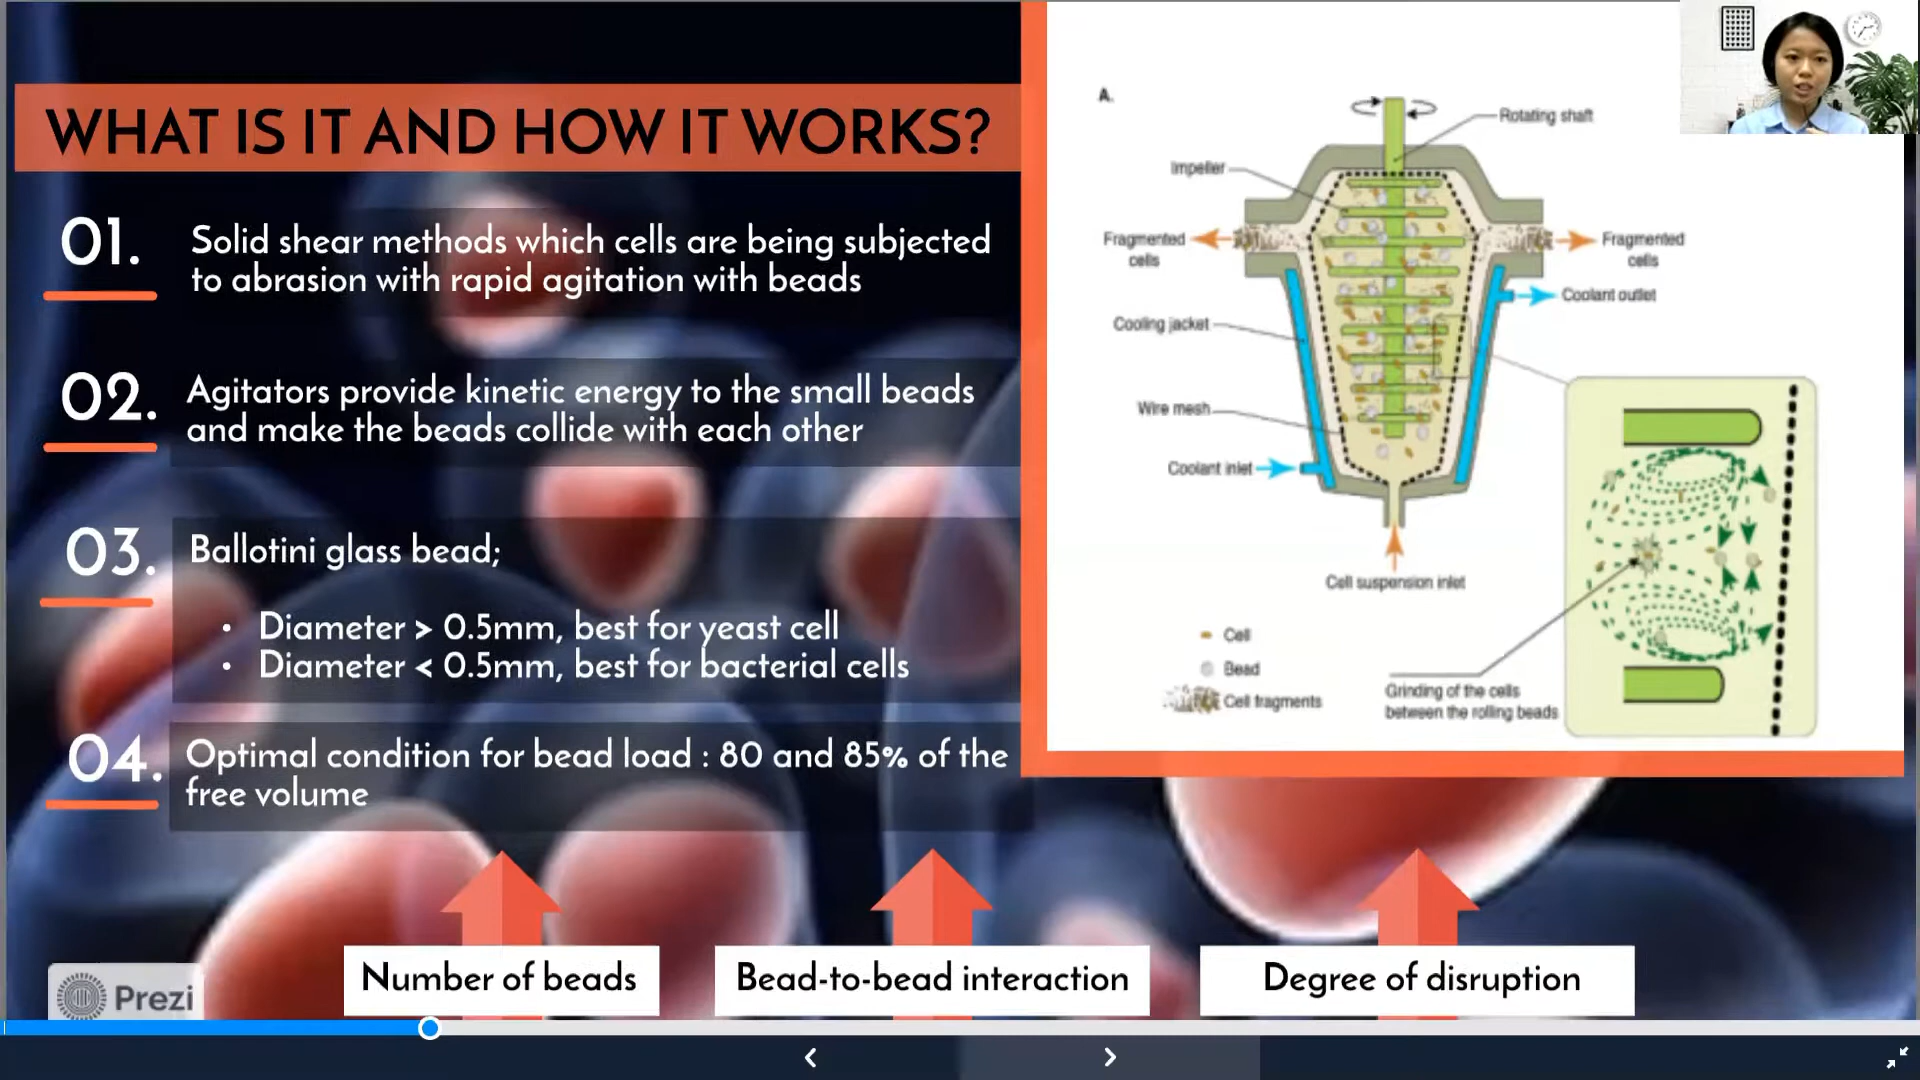 WHAT IS IT AND HOW IT WORKS?
01.
Solid shear methods which cells are being subjected
to abrasion with rapid agitation with beads
02.
Agitators provide kinetic energy to the small beads
and make the beads collide with each other
03.
Ballotini glass bead;
• Diameter > 0.5mm, best for yeast cell
• Diameter < 0.5mm, best for bacterial cells
04.
Optimal condition for bead load : 80 and 85% of the
free volume
Number of beads
Bead-to-bead interaction
Degree of disruption
A.
Rotating shaft
Impeller
Fragmented
cells
Fragmented
cells
Coolant outlet
Cooling jacket
Wire mesh
Coolant inlet
Cell suspension inlet
Cell
Bead
Cell fragments
Grinding of the cells
between the rolling beads
Prezi